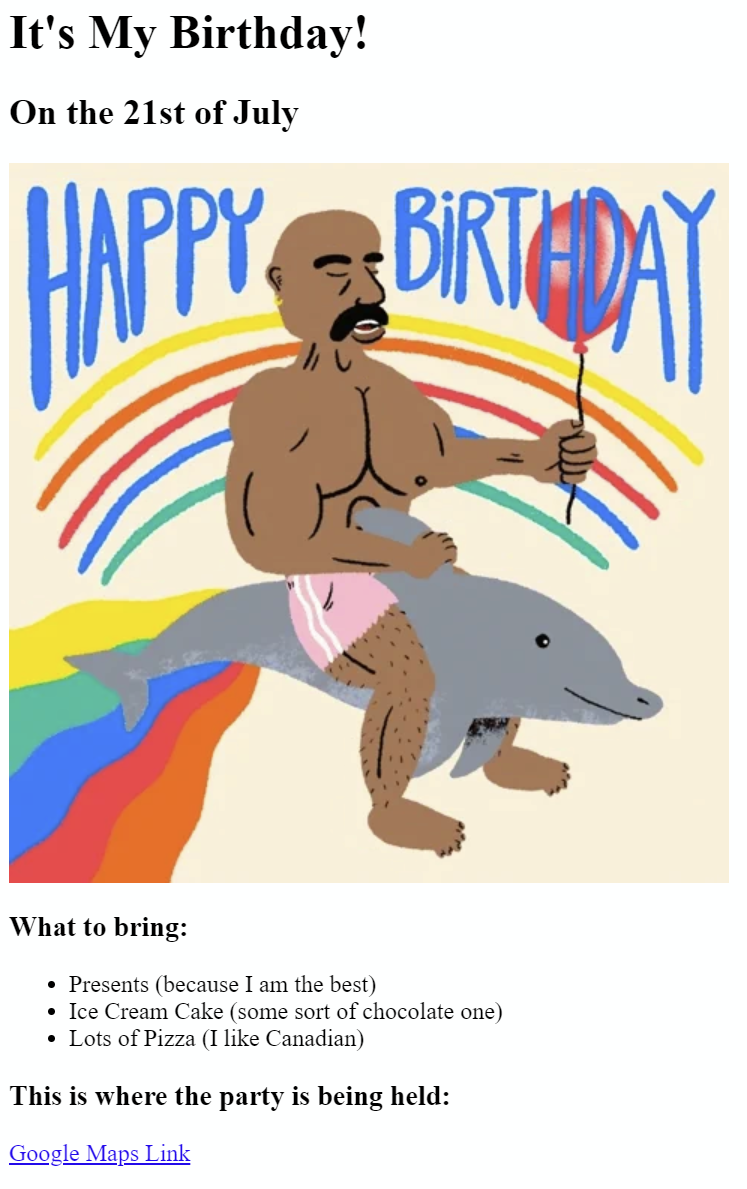 It's My Birthday!
On the 21st of July
HAPPY BiRTHDAY
What to bring:
Presents (because I am the best)
Ice Cream Cake (some sort of chocolate one)
Lots of Pizza (I like Canadian)
This is where the party is being held:
Google Maps Link